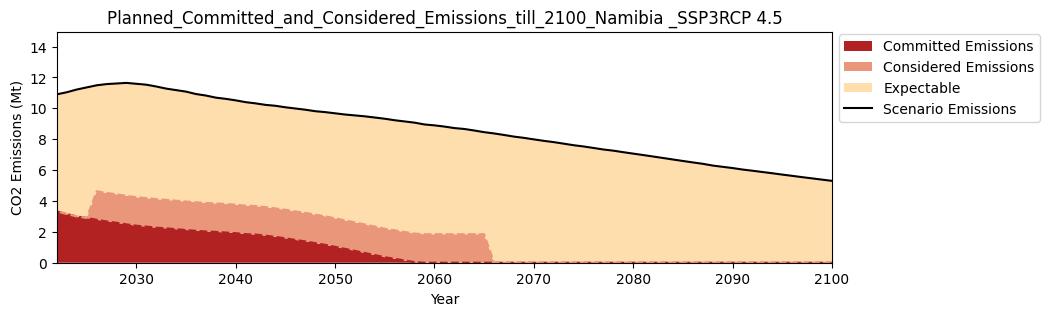 Planned_Committed_and_Considered_Emissions_till_2100_Namibia _SSP3RCP 4.5
14
12
10
8
6
4
2
0
CO2 Emissions (Mt)
2030 2040 2050 2060 2070 2080 2090 2100
Year
Committed Emissions
Considered Emissions
Expectable
Scenario Emissions